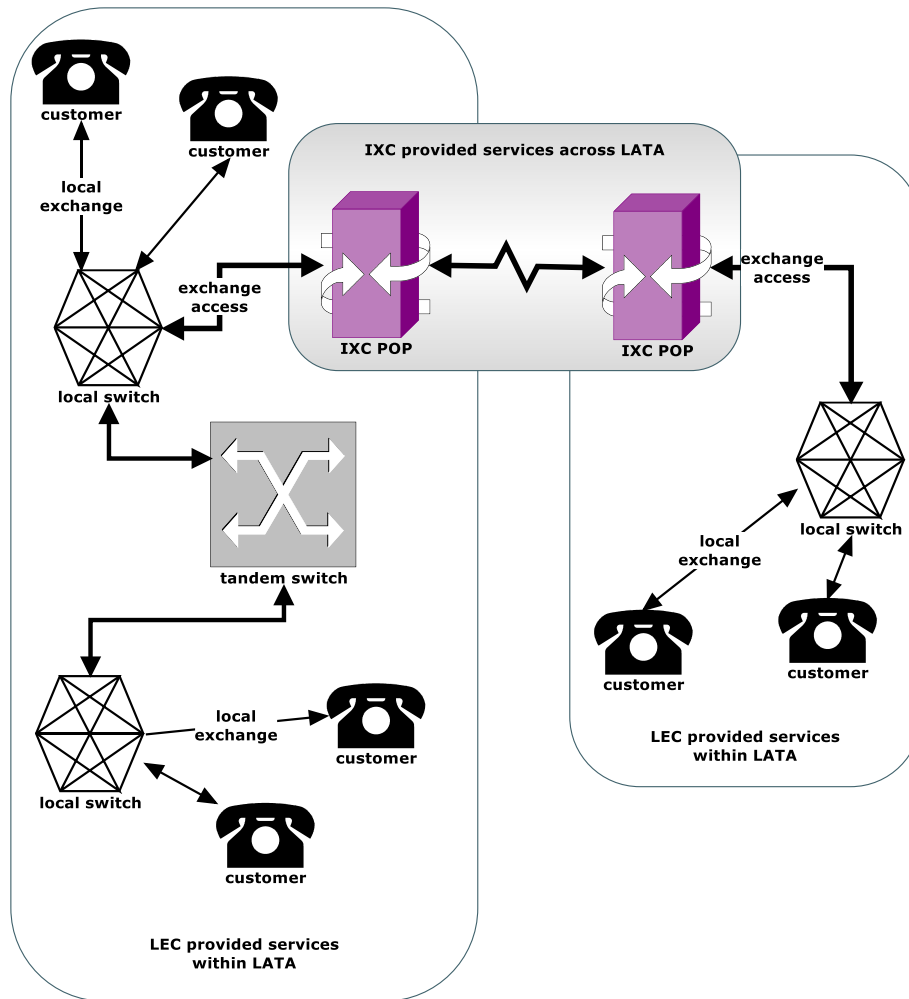 customer
customer
local
exchange
IXC provided services across LATA
exchange
access
exchange
access
IXC POP
IXC POP
local switch
tandem switch
local switch
local
exchange
customer
customer
local
exchange
customer
local switch
customer
LEC provided services
within LATA
LEC provided services
within LATA